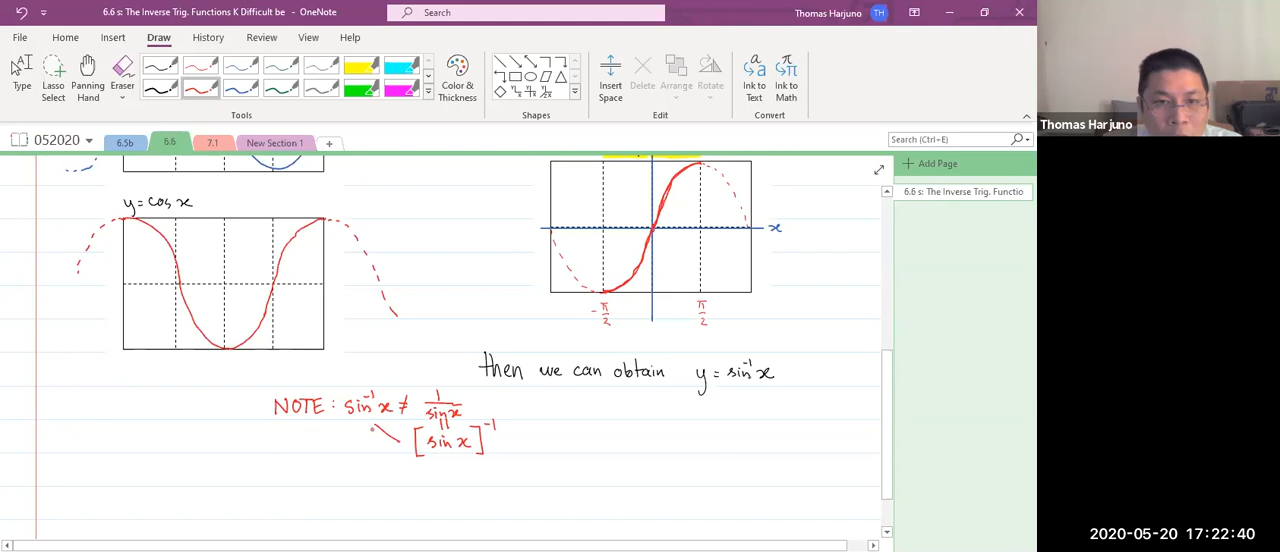 6.6 s: The Inverse Trig. Functions K Difficult be - OneNote
Search
Thomas Harjuno
TH
File
Home
Insert
Draw
History
Review
View
Help
Type
Lasso Select
Panning Hand
Eraser
Color & Thickness
Insert Space
Delete
Arrange
Rotate
Ink to Text
Ink to Math
Tools
Shapes
Edit
Convert
Thomas Harjuno
052020
6.5b
6.6
7.1
New Section 1
Search (Ctrl+E)
Add Page
6.6 s: The Inverse Trig. Functio
y = cos x
x
-π/2
π/2
then we can obtain y = sin⁻¹x
NOTE: sin⁻¹x ≠ 1/sin x
=
[sin x]⁻¹
2020-05-20 17:22:40